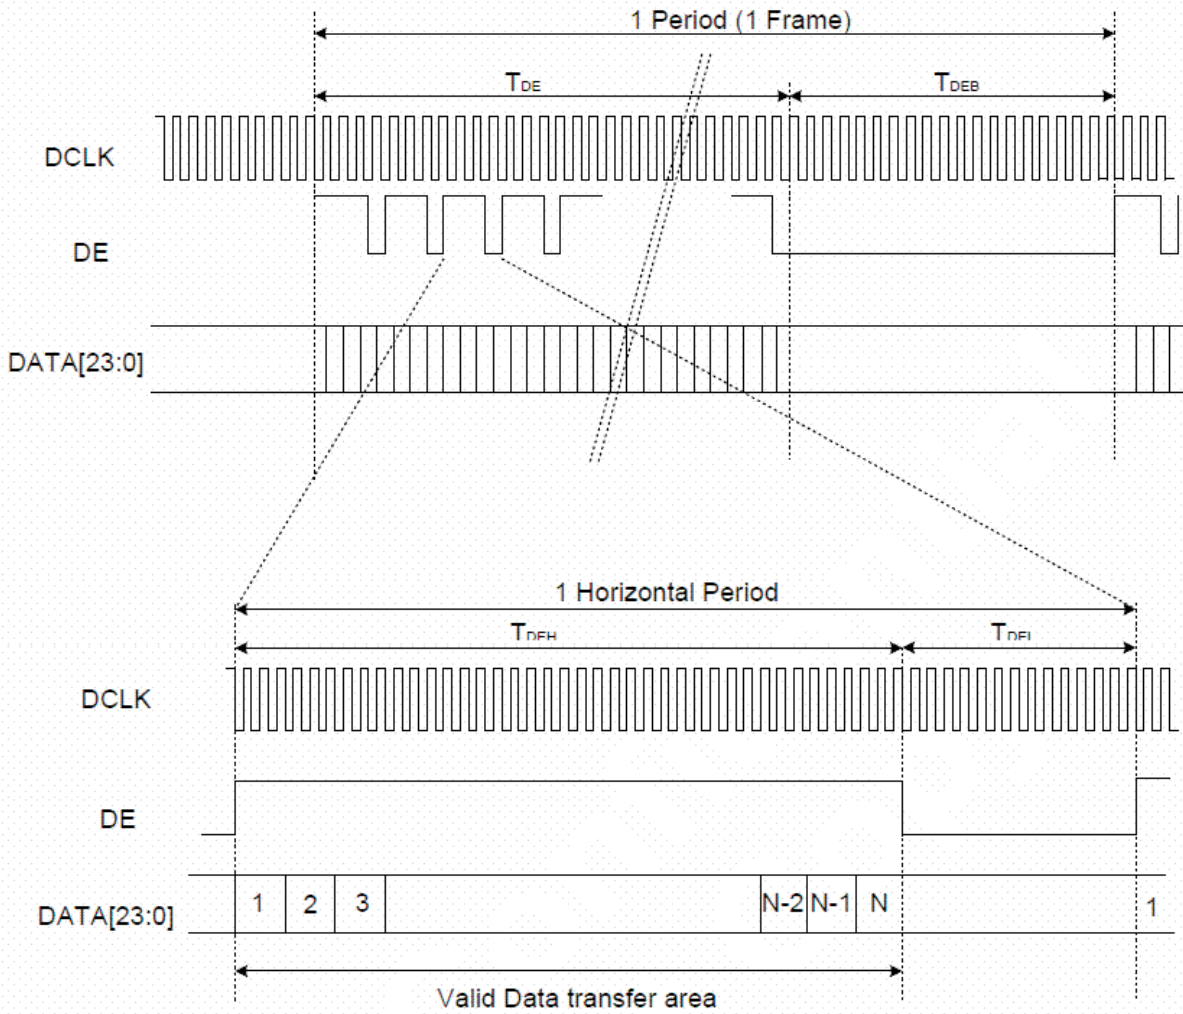 1 Period (1 Frame)
TDE TDEB
DCLK
DE
DATA[23:0]
1 Horizontal Period
TDEH TDEL
DCLK
DE
DATA[23:0] 1 2 3 N-2 N-1 N 1
Valid Data transfer area